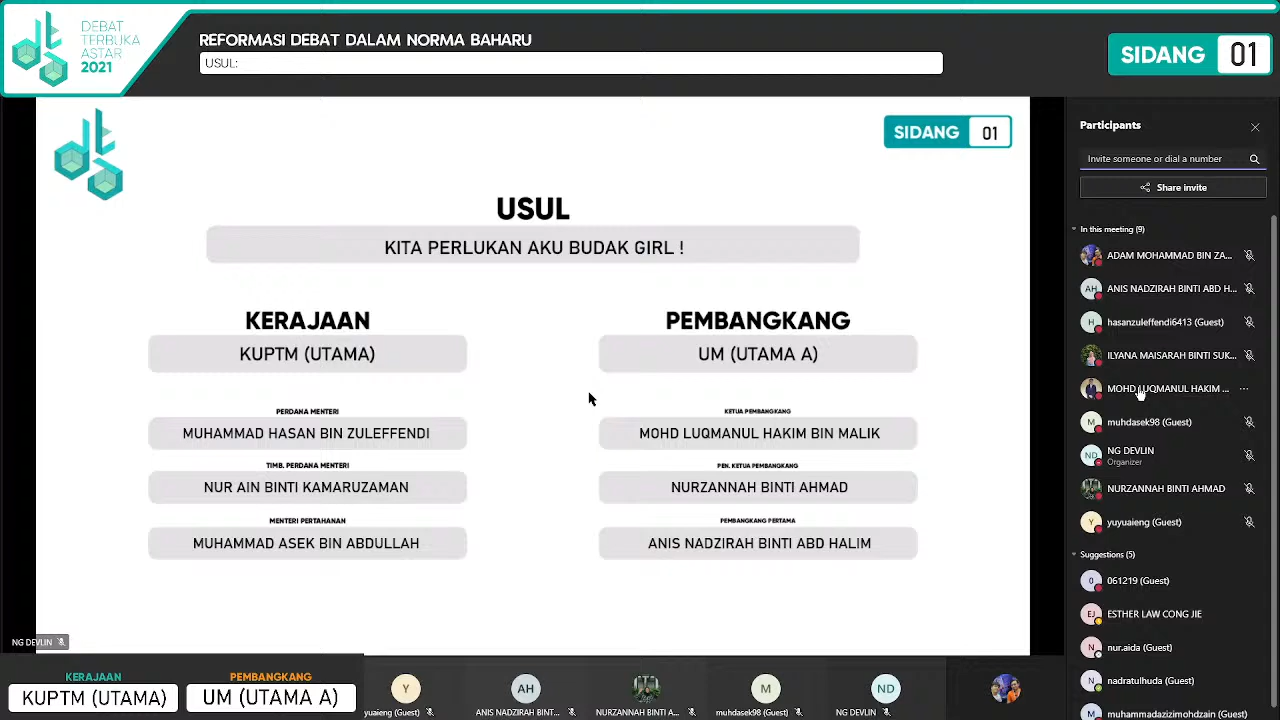 DEBAT
TERBUKA
ASTAR
2021
REFORMASI DEBAT DALAM NORMA BAHARU
USUL:
SIDANG 01
SIDANG 01
USUL
KITA PERLUKAN AKU BUDAK GIRL !
KERAJAAN
KUPTM (UTAMA)
PERDANA MENTERI
MUHAMMAD HASAN BIN ZULEFFENDI
TIMB. PERDANA MENTERI
NUR AIN BINTI KAMARUZAMAN
MENTERI PERTAHANAN
MUHAMMAD ASEK BIN ABDULLAH
PEMBANGKANG
UM (UTAMA A)
KETUA PEMBANGKANG
MOHD LUQMANUL HAKIM BIN MALIK
PEN. KETUA PEMBANGKANG
NURZANNAH BINTI AHMAD
PEMBANGKANG PERTAMA
ANIS NADZIRAH BINTI ABD HALIM
Participants
Invite someone or dial a number
Share invite
In this meeting (9)
ADAM MOHAMMAD BIN ZA...
AH ANIS NADZIRAH BINTI ABD H...
H hasanzuleffendi6413 (Guest)
ILYANA MAISARAH BINTI SUK...
MOHD LUQMANUL HAKIM ...
M muhdasek98 (Guest)
ND NG DEVLIN
Organizer
NURZANNAH BINTI AHMAD
Y yuyuaieng (Guest)
Suggestions (5)
0 061219 (Guest)
EJ ESTHER LAW CONG JIE
N nur.aida (Guest)
N nadratulhuda (Guest)
M muhammadazizimohdzain (Guest)
NG DEVLIN
KERAJAAN
KUPTM (UTAMA)
PEMBANGKANG
UM (UTAMA A)
Y
yuyuaieng (Guest)
AH
ANIS NADZIRAH BINT...
NURZANNAH BINTI A...
M
muhdasek98 (Guest)
ND
NG DEVLIN